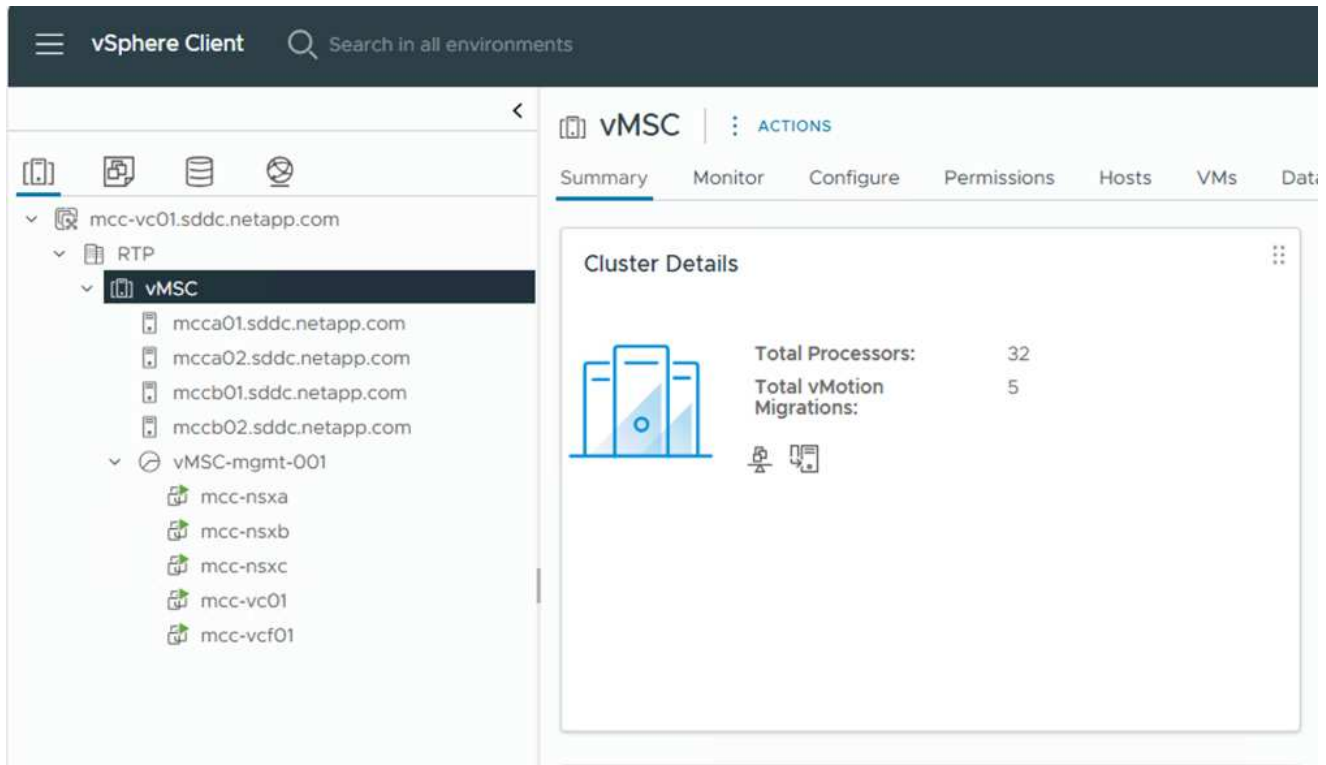 vSphere Client
Search in all environments
vMSC
ACTIONS
Summary Monitor Configure Permissions Hosts VMs Data
mcc-vc01.sddc.netapp.com
RTP
vMSC
mcca01.sddc.netapp.com
mcca02.sddc.netapp.com
mccb01.sddc.netapp.com
mccb02.sddc.netapp.com
vMSC-mgmt-001
mcc-nsxa
mcc-nsxb
mcc-nsxc
mcc-vc01
mcc-vcf01
Cluster Details
Total Processors: 32
Total vMotion 5
Migrations: